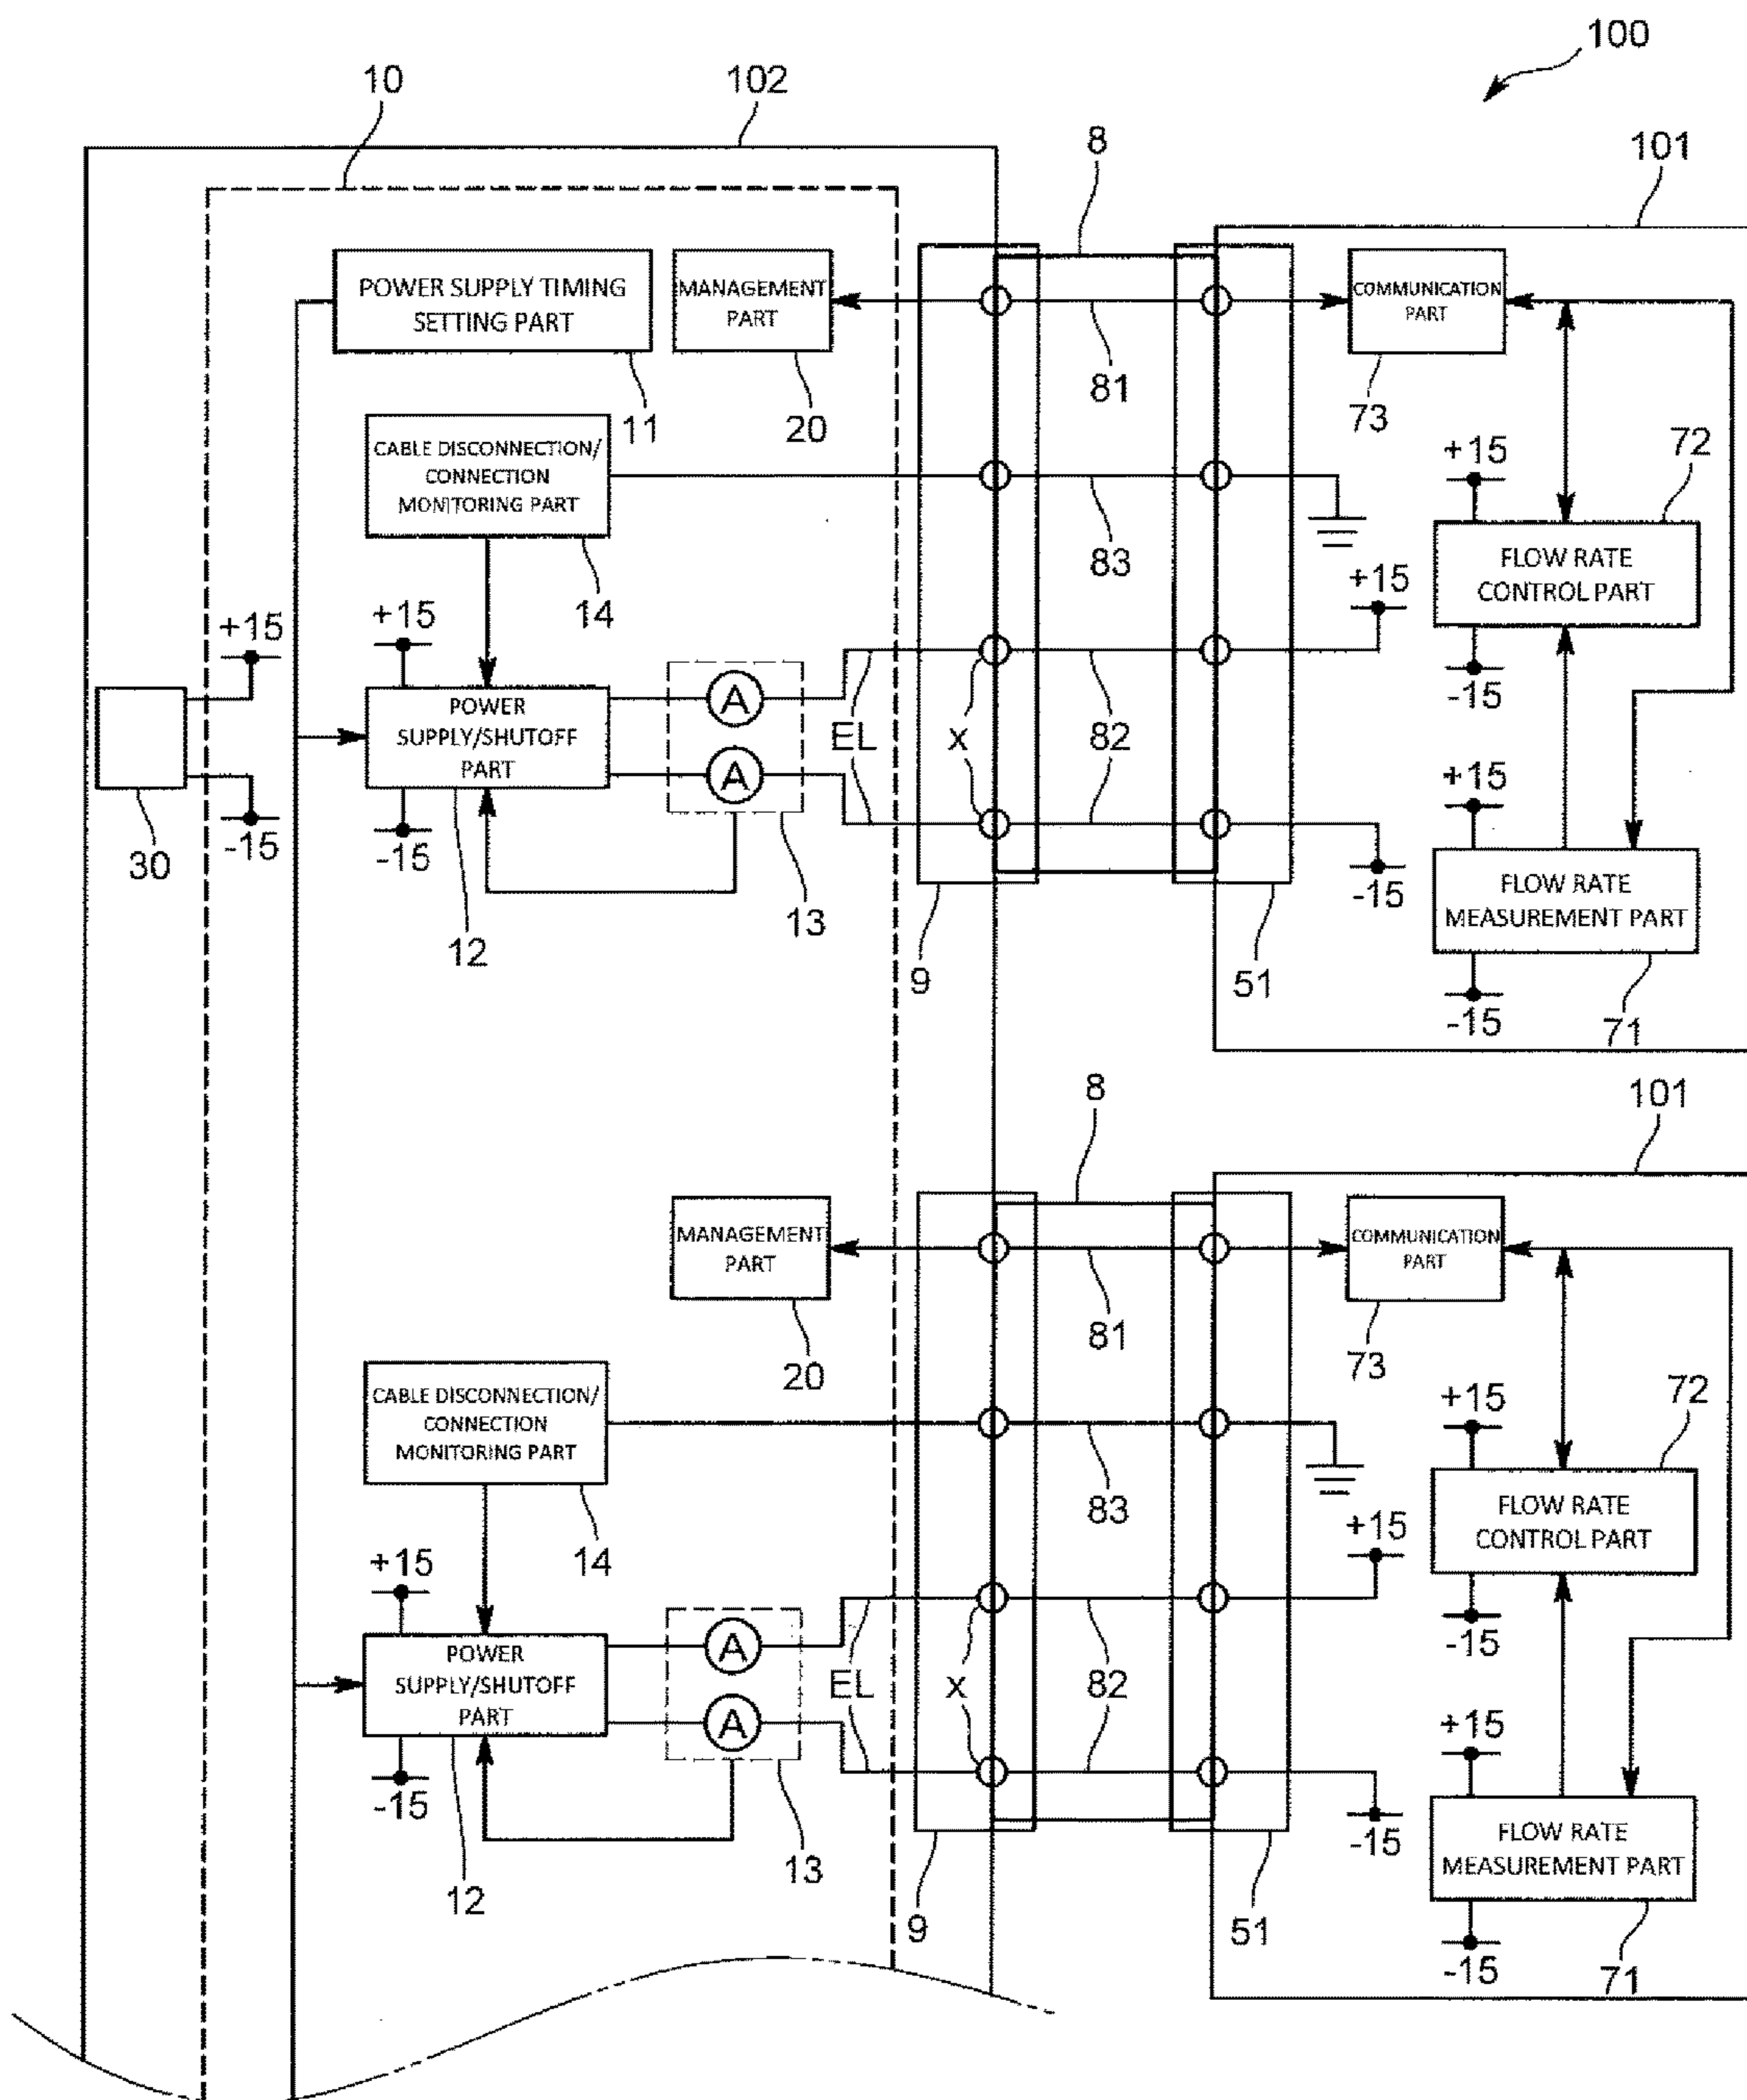 100
10
102
8
101
POWER SUPPLY TIMING
SETTING PART
MANAGEMENT
PART
COMMUNICATION
PART
11
20
81
73
72
CABLE DISCONNECTION/
CONNECTION
MONITORING PART
14
83
+15
-15
FLOW RATE
CONTROL PART
+15
+15
-15
30
+15
-15
POWER
SUPPLY/SHUTOFF
PART
12
A
A
13
EL
X
82
-15
9
51
+15
-15
FLOW RATE
MEASUREMENT PART
71
8
101
MANAGEMENT
PART
COMMUNICATION
PART
20
81
73
72
CABLE DISCONNECTION/
CONNECTION
MONITORING PART
14
83
+15
-15
FLOW RATE
CONTROL PART
+15
+15
-15
POWER
SUPPLY/SHUTOFF
PART
12
A
A
13
EL
X
82
-15
9
51
+15
-15
FLOW RATE
MEASUREMENT PART
71